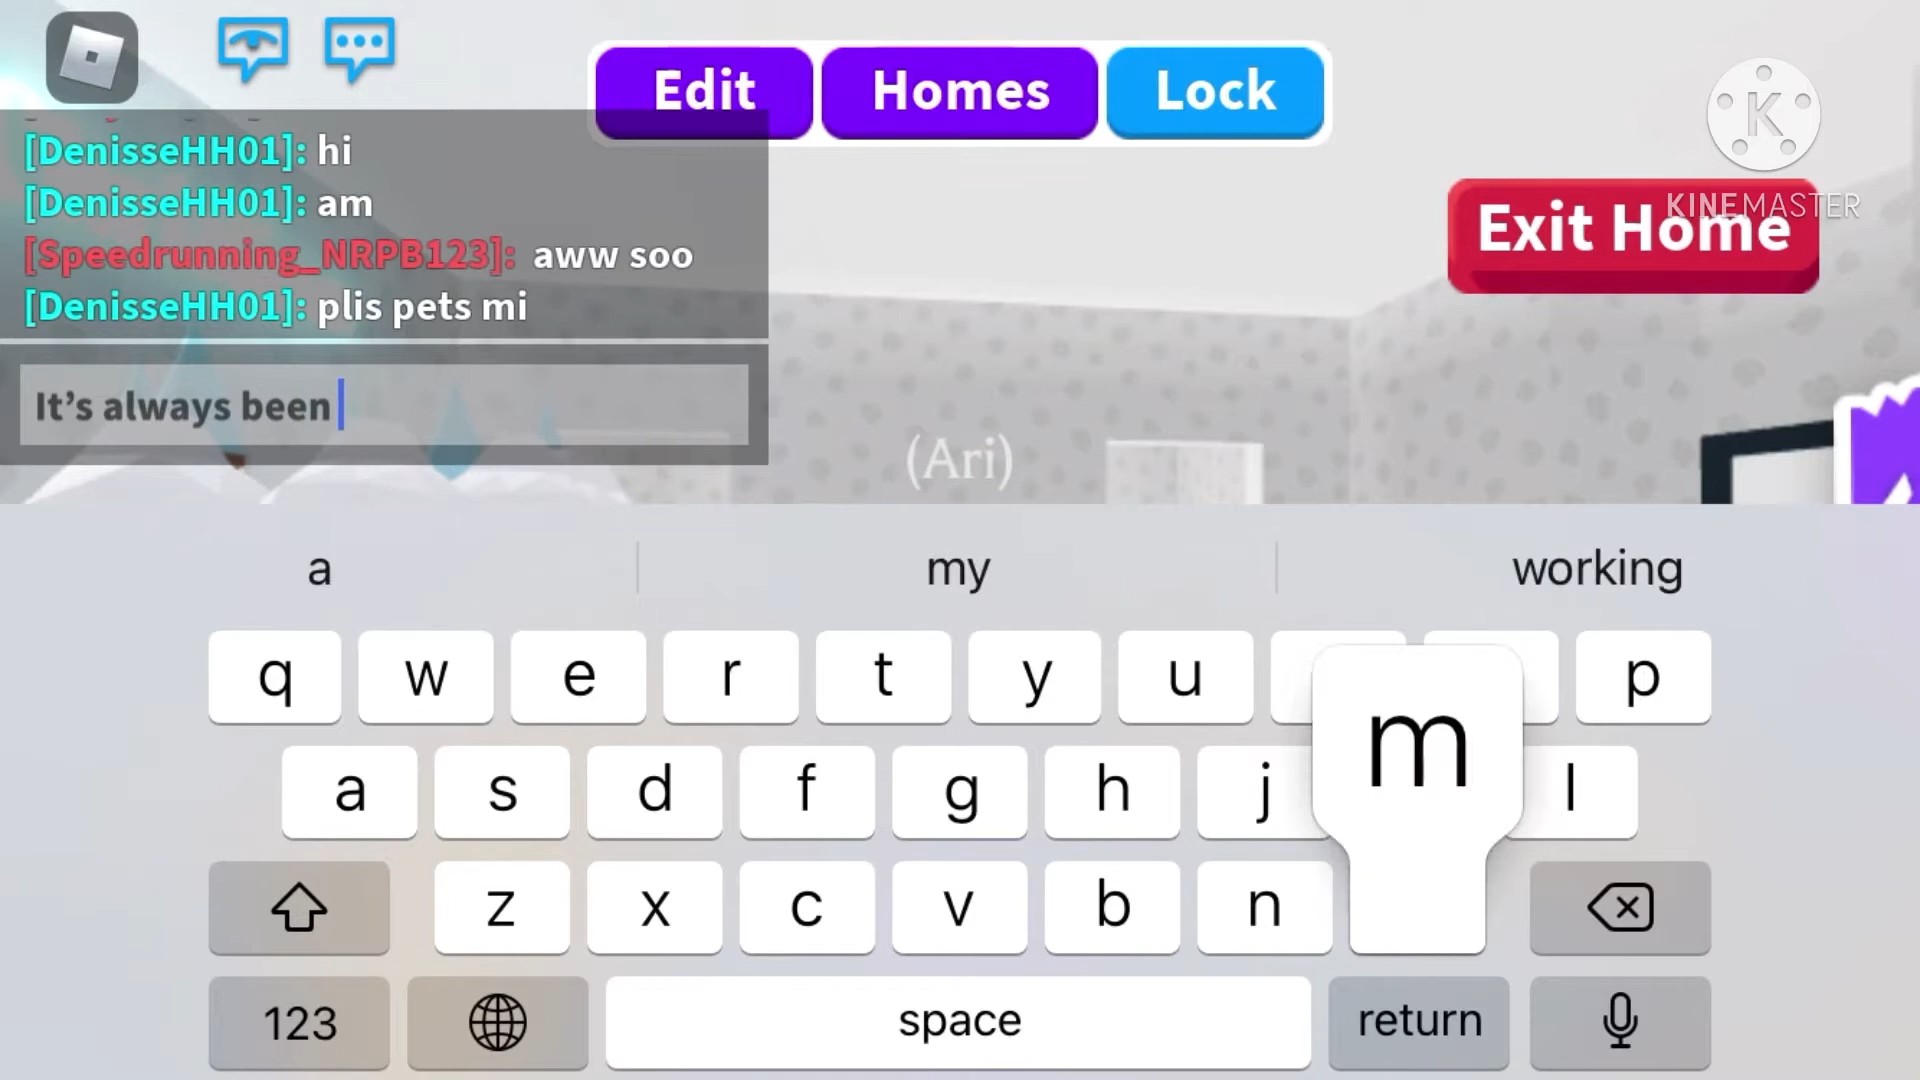 Edit Homes Lock
K
KINEMASTER
Exit Home
[DenisseHH01]: hi
[DenisseHH01]: am
[Speedrunning_NRPB123]: aww soo
[DenisseHH01]: plis pets mi
It’s always been
(Ari)
a my working
q w e r t y u p
a s d f g h j l
m
z x c v b n
123 space return